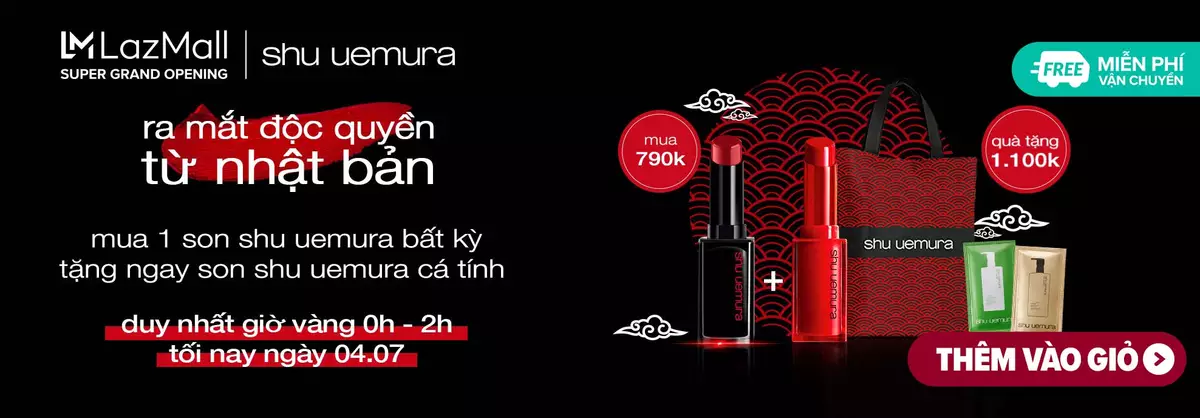 LM LazMall
SUPER GRAND OPENING
shu uemura
ra mắt độc quyền
từ nhật bản
mua 1 son shu uemura bất kỳ
tặng ngay son shu uemura cá tính
duy nhất giờ vàng 0h - 2h
tối nay ngày 04.07
mua
790k
shu uemura
+
shu uemura
shu uemura
quà tặng
1.100k
FREE
MIỄN PHÍ
VẬN CHUYỂN
shu uemura
shu uemura
THÊM VÀO GIỎ